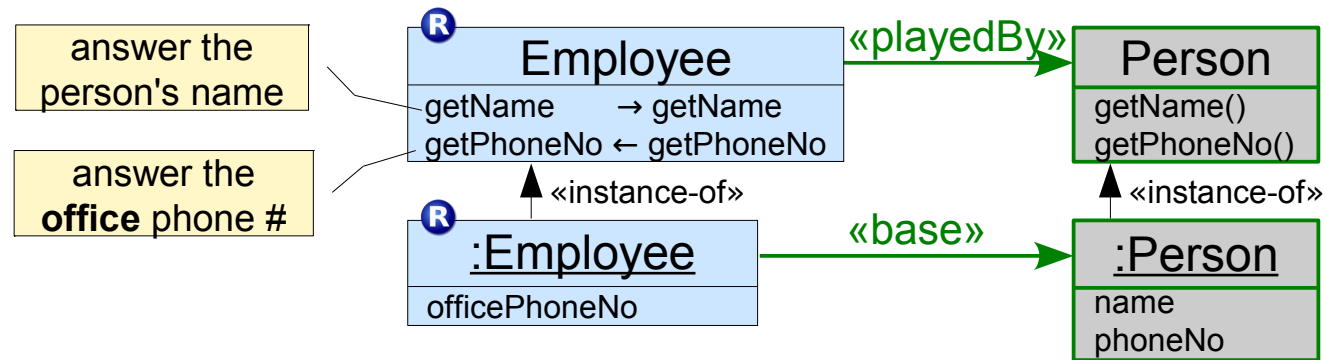 answer the
person's name
answer the
office phone #
R
Employee
getName → getName
getPhoneNo ← getPhoneNo
«playedBy»
Person
getName()
getPhoneNo()
«instance-of»
«instance-of»
R
:Employee
officePhoneNo
«base»
:Person
name
phoneNo